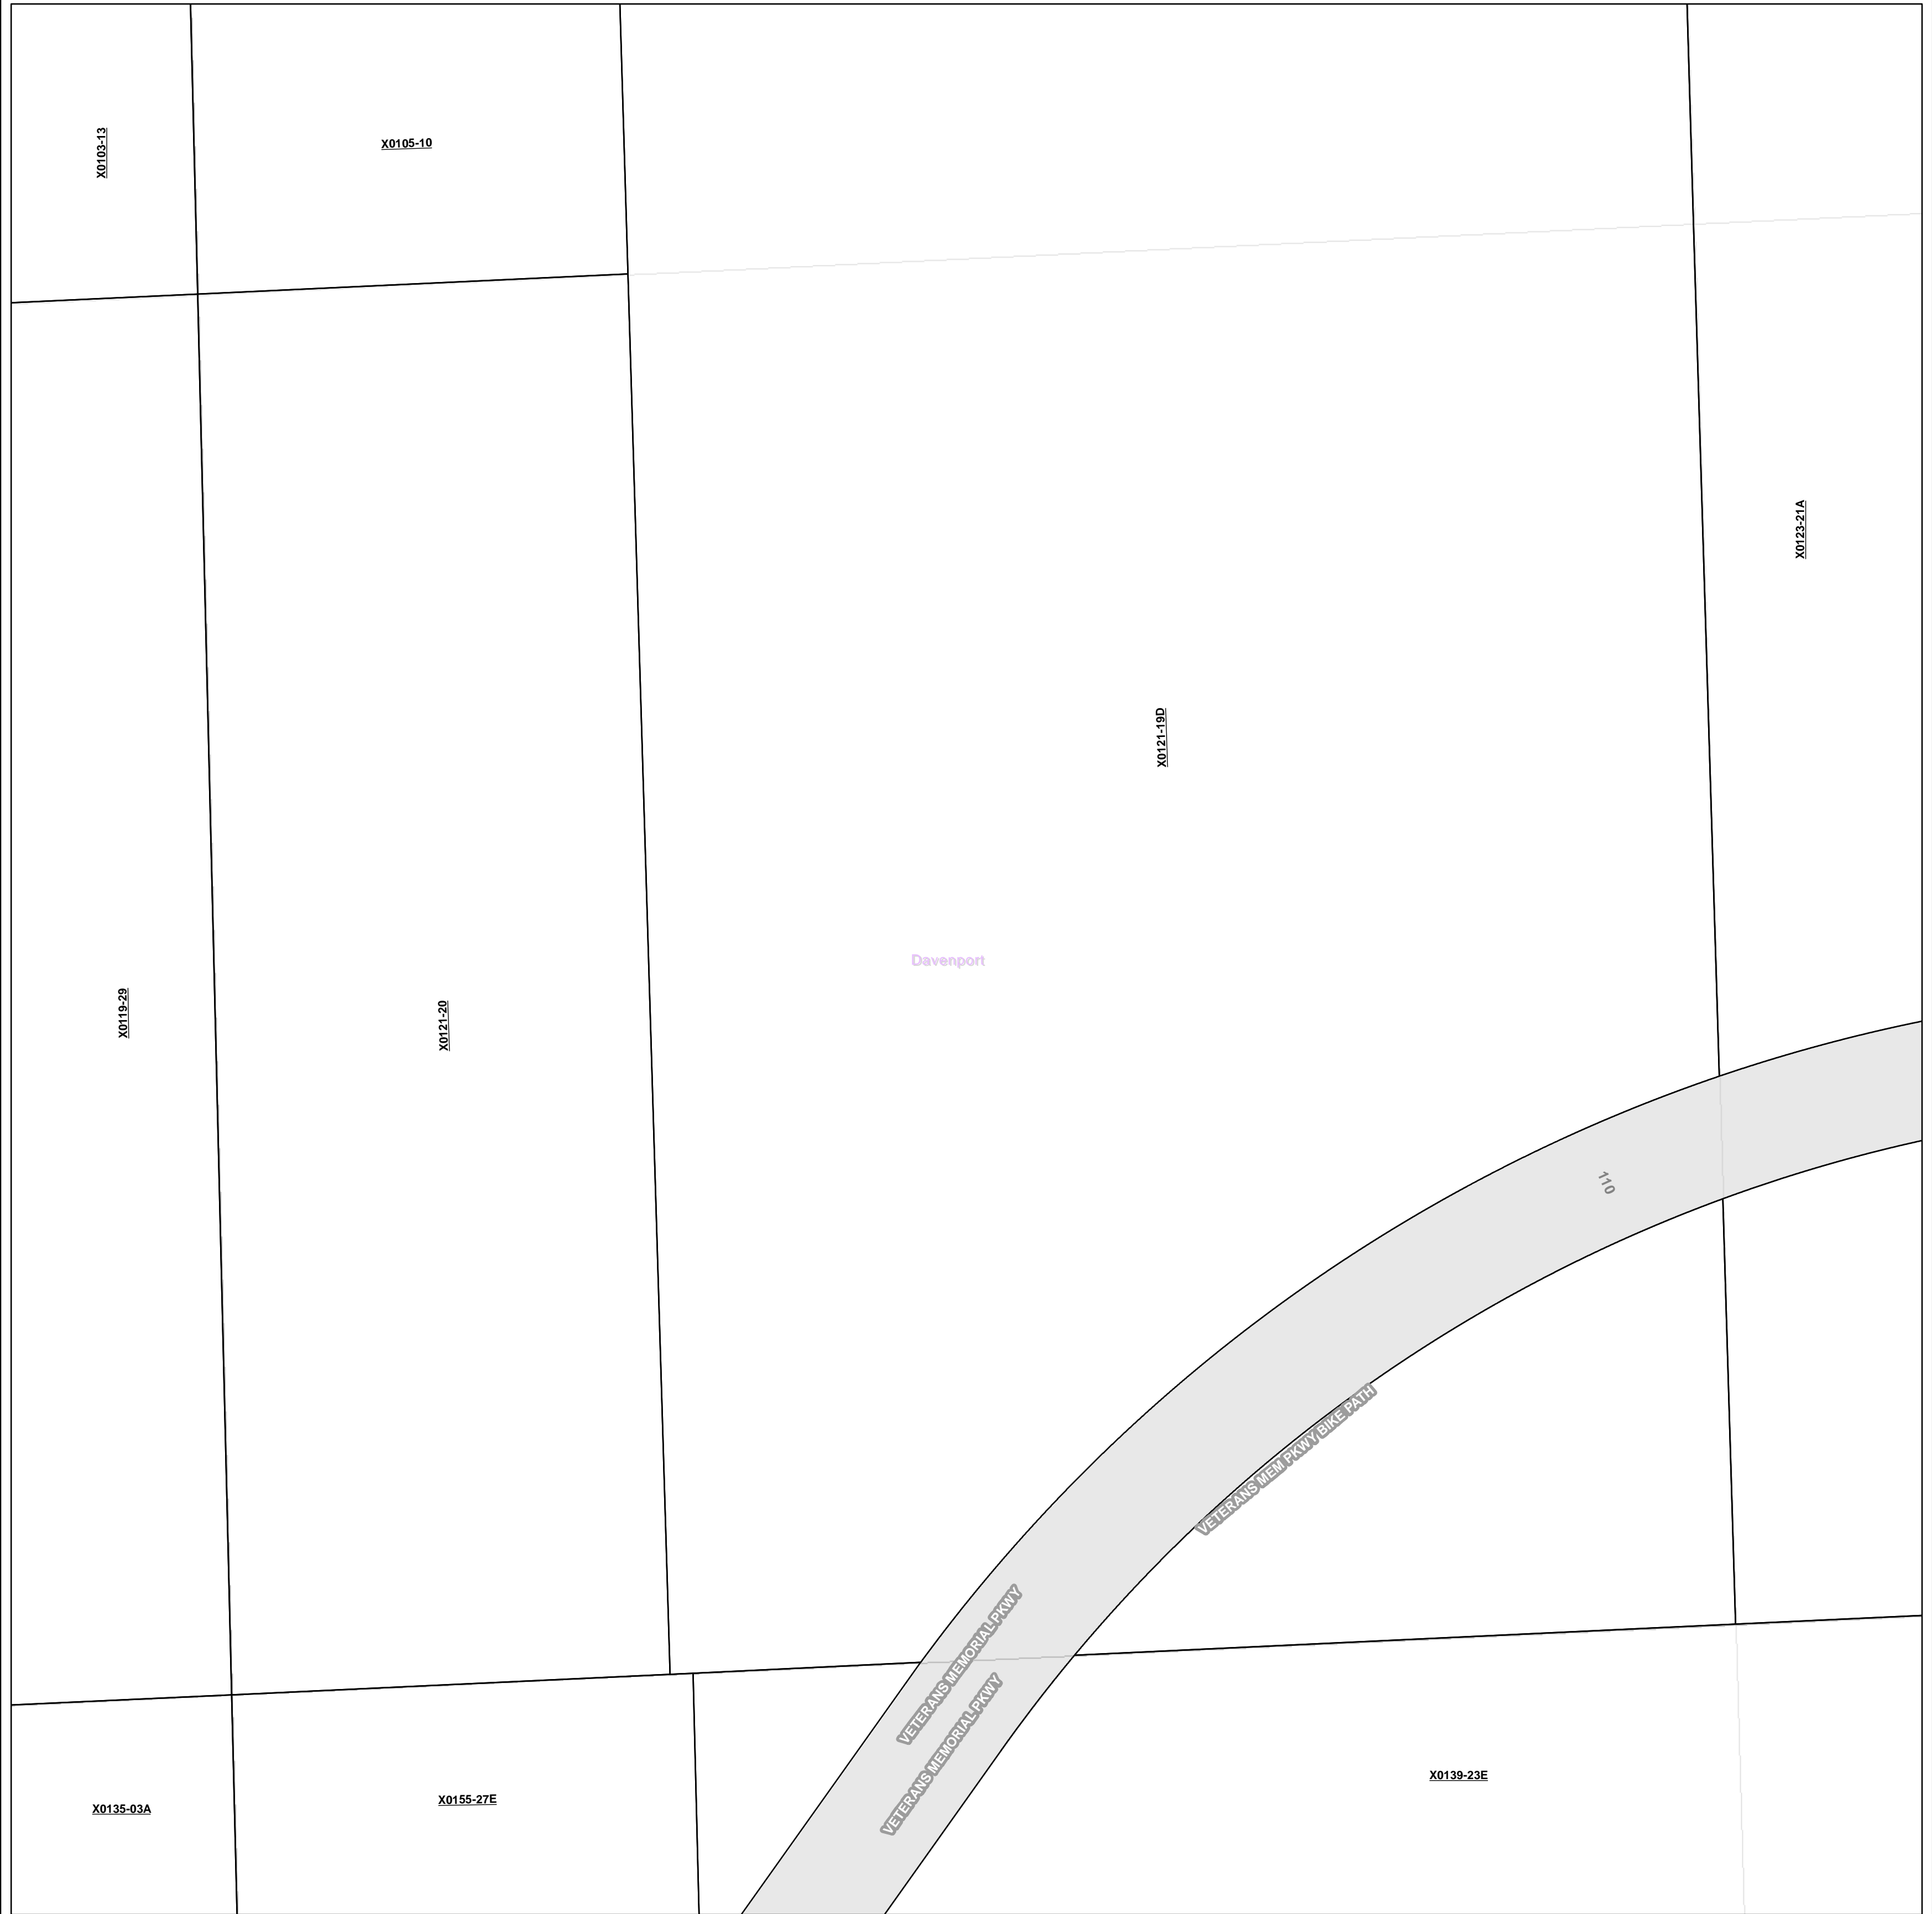 X0103-13
X0105-10
X0123-21A
X0121-19D
Davenport
X0119-29
X0121-20
110
VETERANS MEM PKWY BIKE PATH
VETERANS MEMORIAL PKWY
VETERANS MEMORIAL PKWY
X0139-23E
X0155-27E
X0135-03A